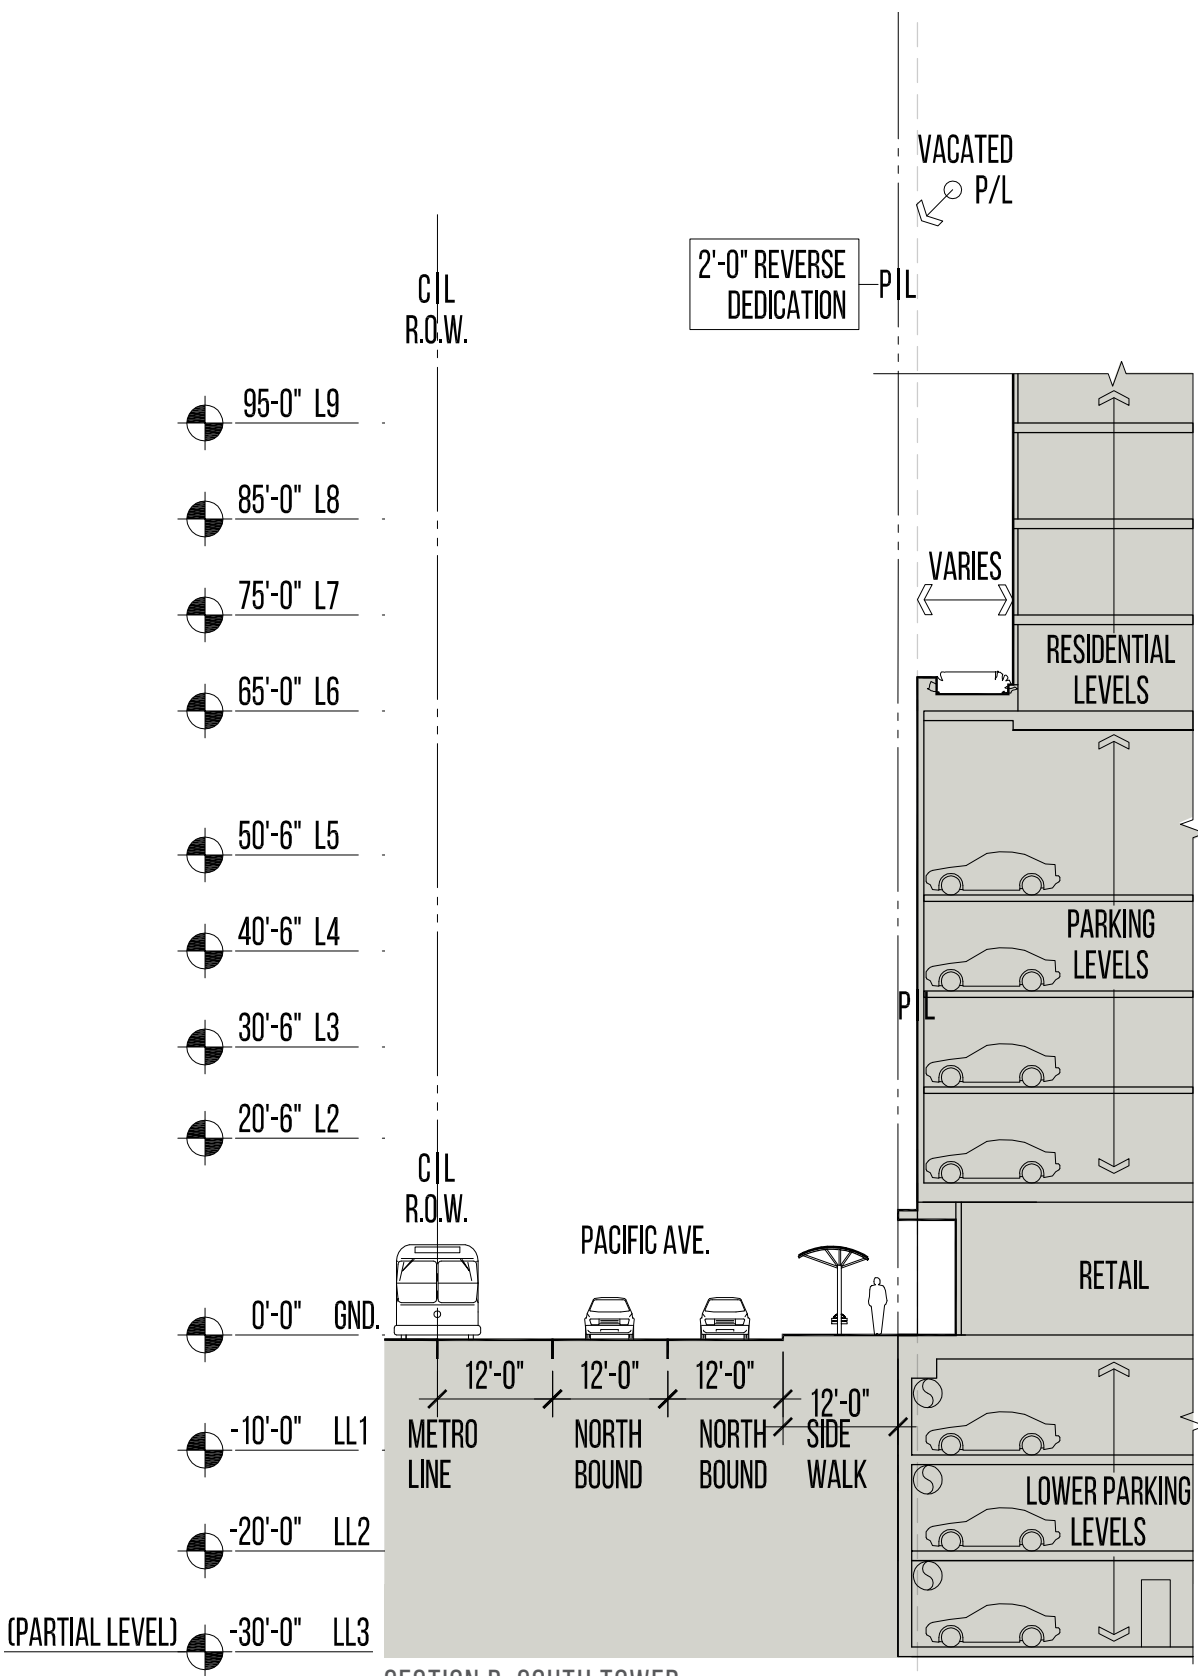 VACATED
P/L
2'-0" REVERSE
DEDICATION
P L
C L
R.O.W.
95-0" L9
85'-0" L8
VARIES
75'-0" L7
RESIDENTIAL
LEVELS
65'-0" L6
50'-6" L5
40'-6" L4
PARKING
LEVELS
P L
30'-6" L3
20'-6" L2
C L
R.O.W.
PACIFIC AVE.
RETAIL
0'-0" GND.
12'-0"
12'-0"
12'-0"
12'-0"
-10'-0" LL1
METRO
LINE
NORTH
BOUND
NORTH
BOUND
SIDE
WALK
LOWER PARKING
LEVELS
-20'-0" LL2
(PARTIAL LEVEL) -30'-0" LL3